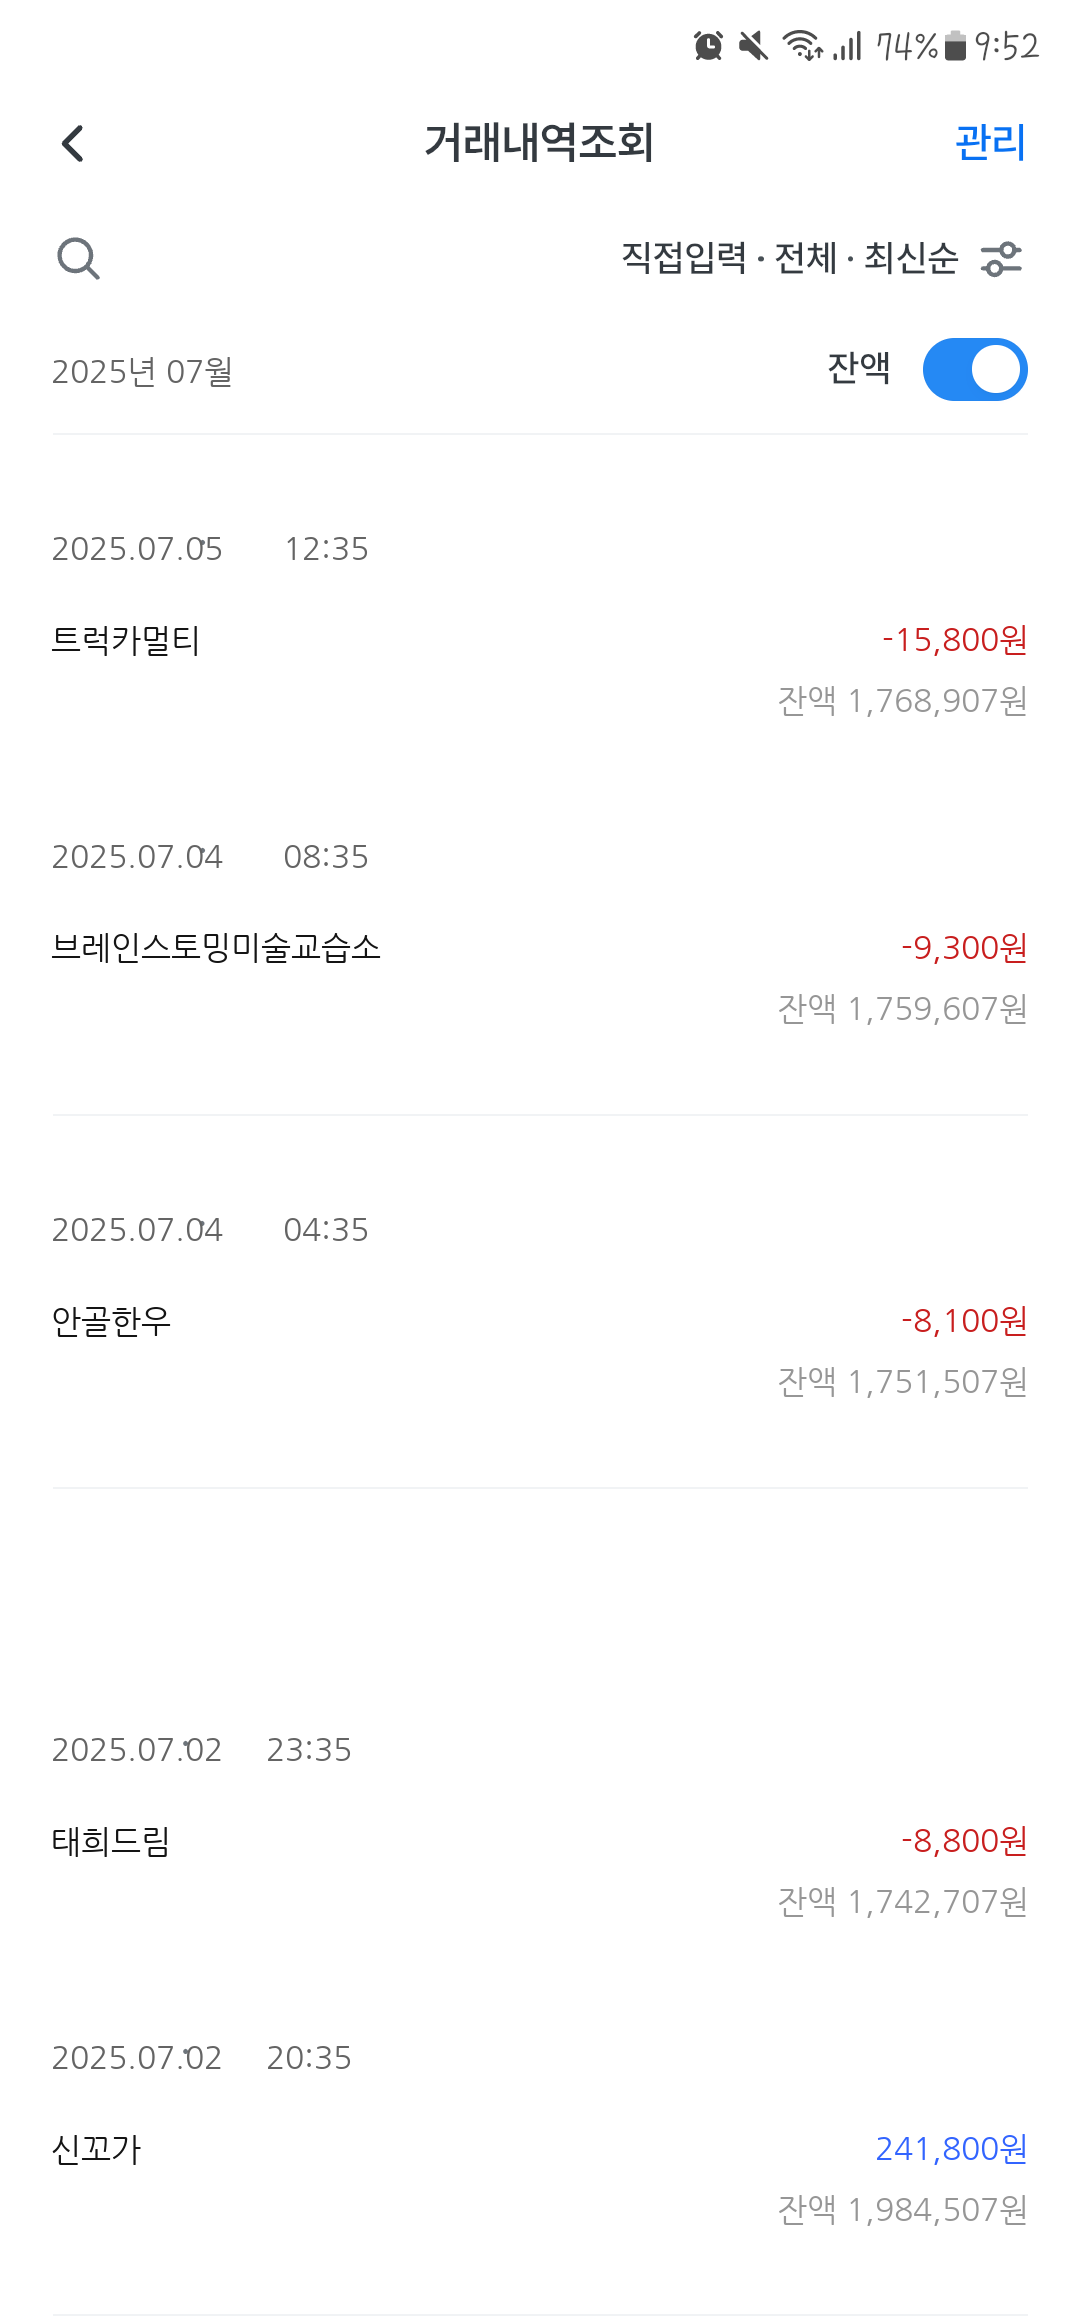 74% 9:52
거래내역조회 관리
직접입력 · 전체 · 최신순
2025년 07월 잔액
2025.07.05 12:35
트럭카멀티 -15,800원
잔액 1,768,907원
2025.07.04 08:35
브레인스토밍미술교습소 -9,300원
잔액 1,759,607원
2025.07.04 04:35
안골한우 -8,100원
잔액 1,751,507원
2025.07.02 23:35
태희드림 -8,800원
잔액 1,742,707원
2025.07.02 20:35
신꼬가 241,800원
잔액 1,984,507원